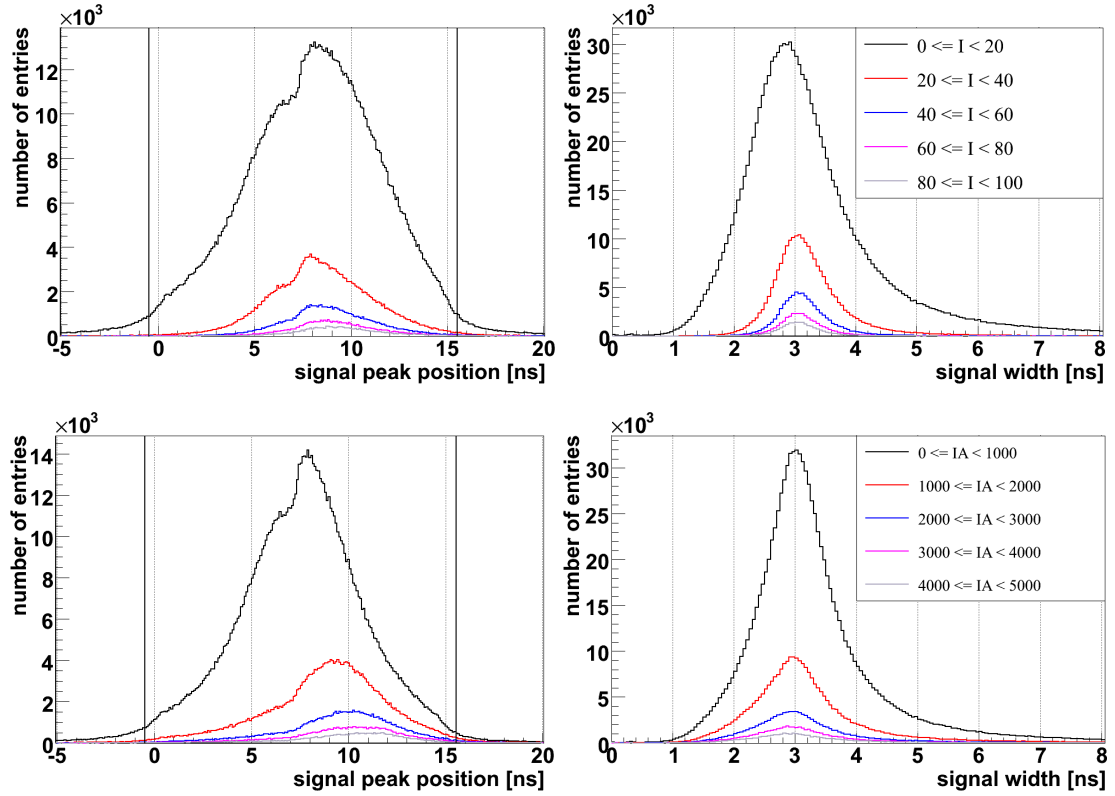 ×10³
number of entries
12
10
8
6
4
2
0
-5 0 5 10 15 20
signal peak position [ns]
×10³
number of entries
30
25
20
15
10
5
0
0 1 2 3 4 5 6 7 8
signal width [ns]
0 <= I < 20
20 <= I < 40
40 <= I < 60
60 <= I < 80
80 <= I < 100
×10³
number of entries
14
12
10
8
6
4
2
0
-5 0 5 10 15 20
signal peak position [ns]
×10³
number of entries
30
25
20
15
10
5
0
0 1 2 3 4 5 6 7 8
signal width [ns]
0 <= IA < 1000
1000 <= IA < 2000
2000 <= IA < 3000
3000 <= IA < 4000
4000 <= IA < 5000